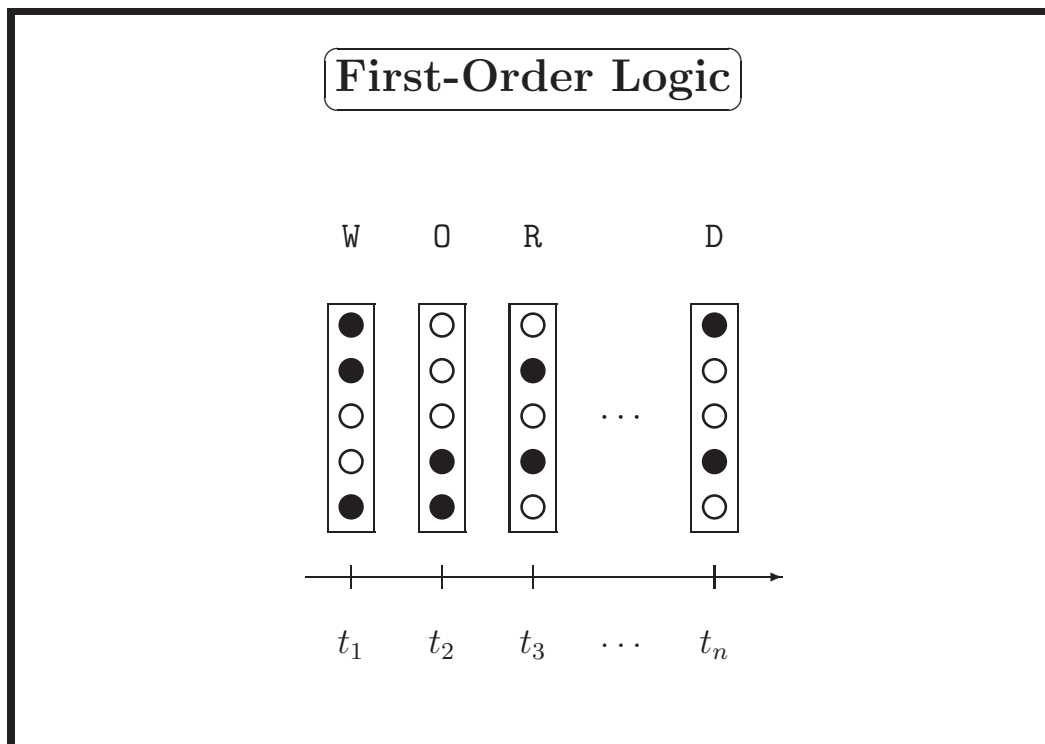 First-Order Logic
W O R D
...
t₁ t₂ t₃ ... tₙ